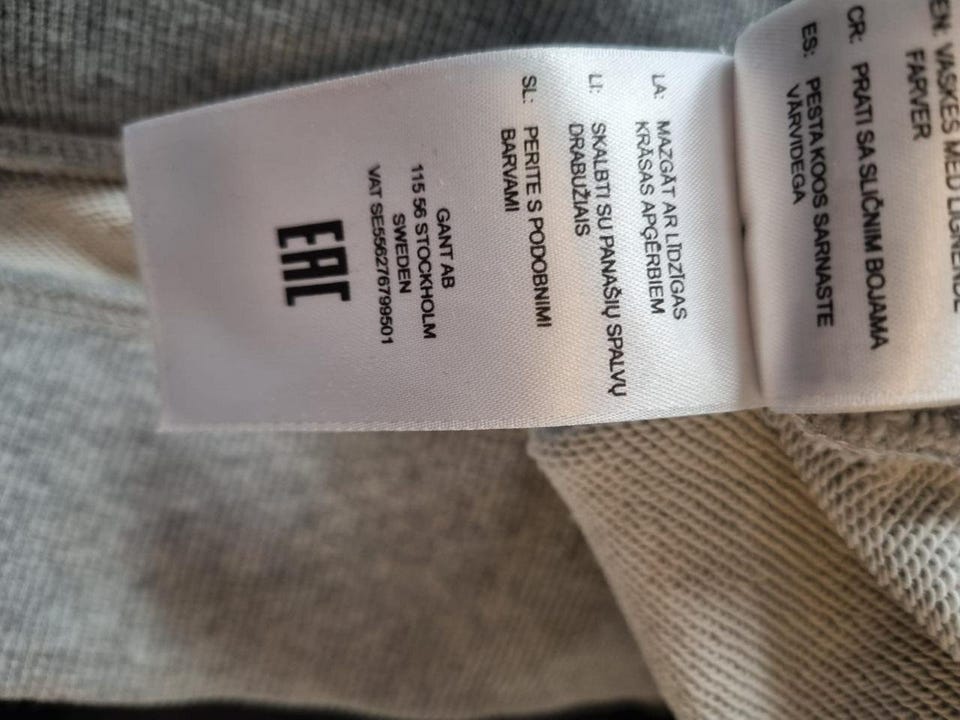 EN: VASKES MED LIGNENDE
FARVER
CR: PRATI SA SLIČNIM BOJAMA
ES: PESTA KOOS SARNASTE
VÄRVIDEGA
LA: MAZGĀT AR LĪDZĪGAS
KRĀSAS APĢĒRBIEM
LI: SKALBTI SU PANAŠIŲ SPALVŲ
DRABUŽIAIS
SL: PERITE S PODOBNIMI
BARVAMI
GANT AB
115 56 STOCKHOLM
SWEDEN
VAT SE556276799501
EAC